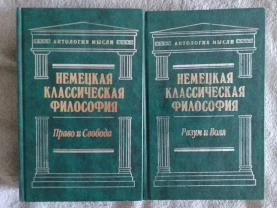 АНТОЛОГИЯ МЫСЛИ
НЕМЕЦКАЯ
КЛАССИЧЕСКАЯ
ФИЛОСОФИЯ
Право и Свобода
АНТОЛОГИЯ МЫСЛИ
НЕМЕЦКАЯ
КЛАССИЧЕСКАЯ
ФИЛОСОФИЯ
Разум и Воля